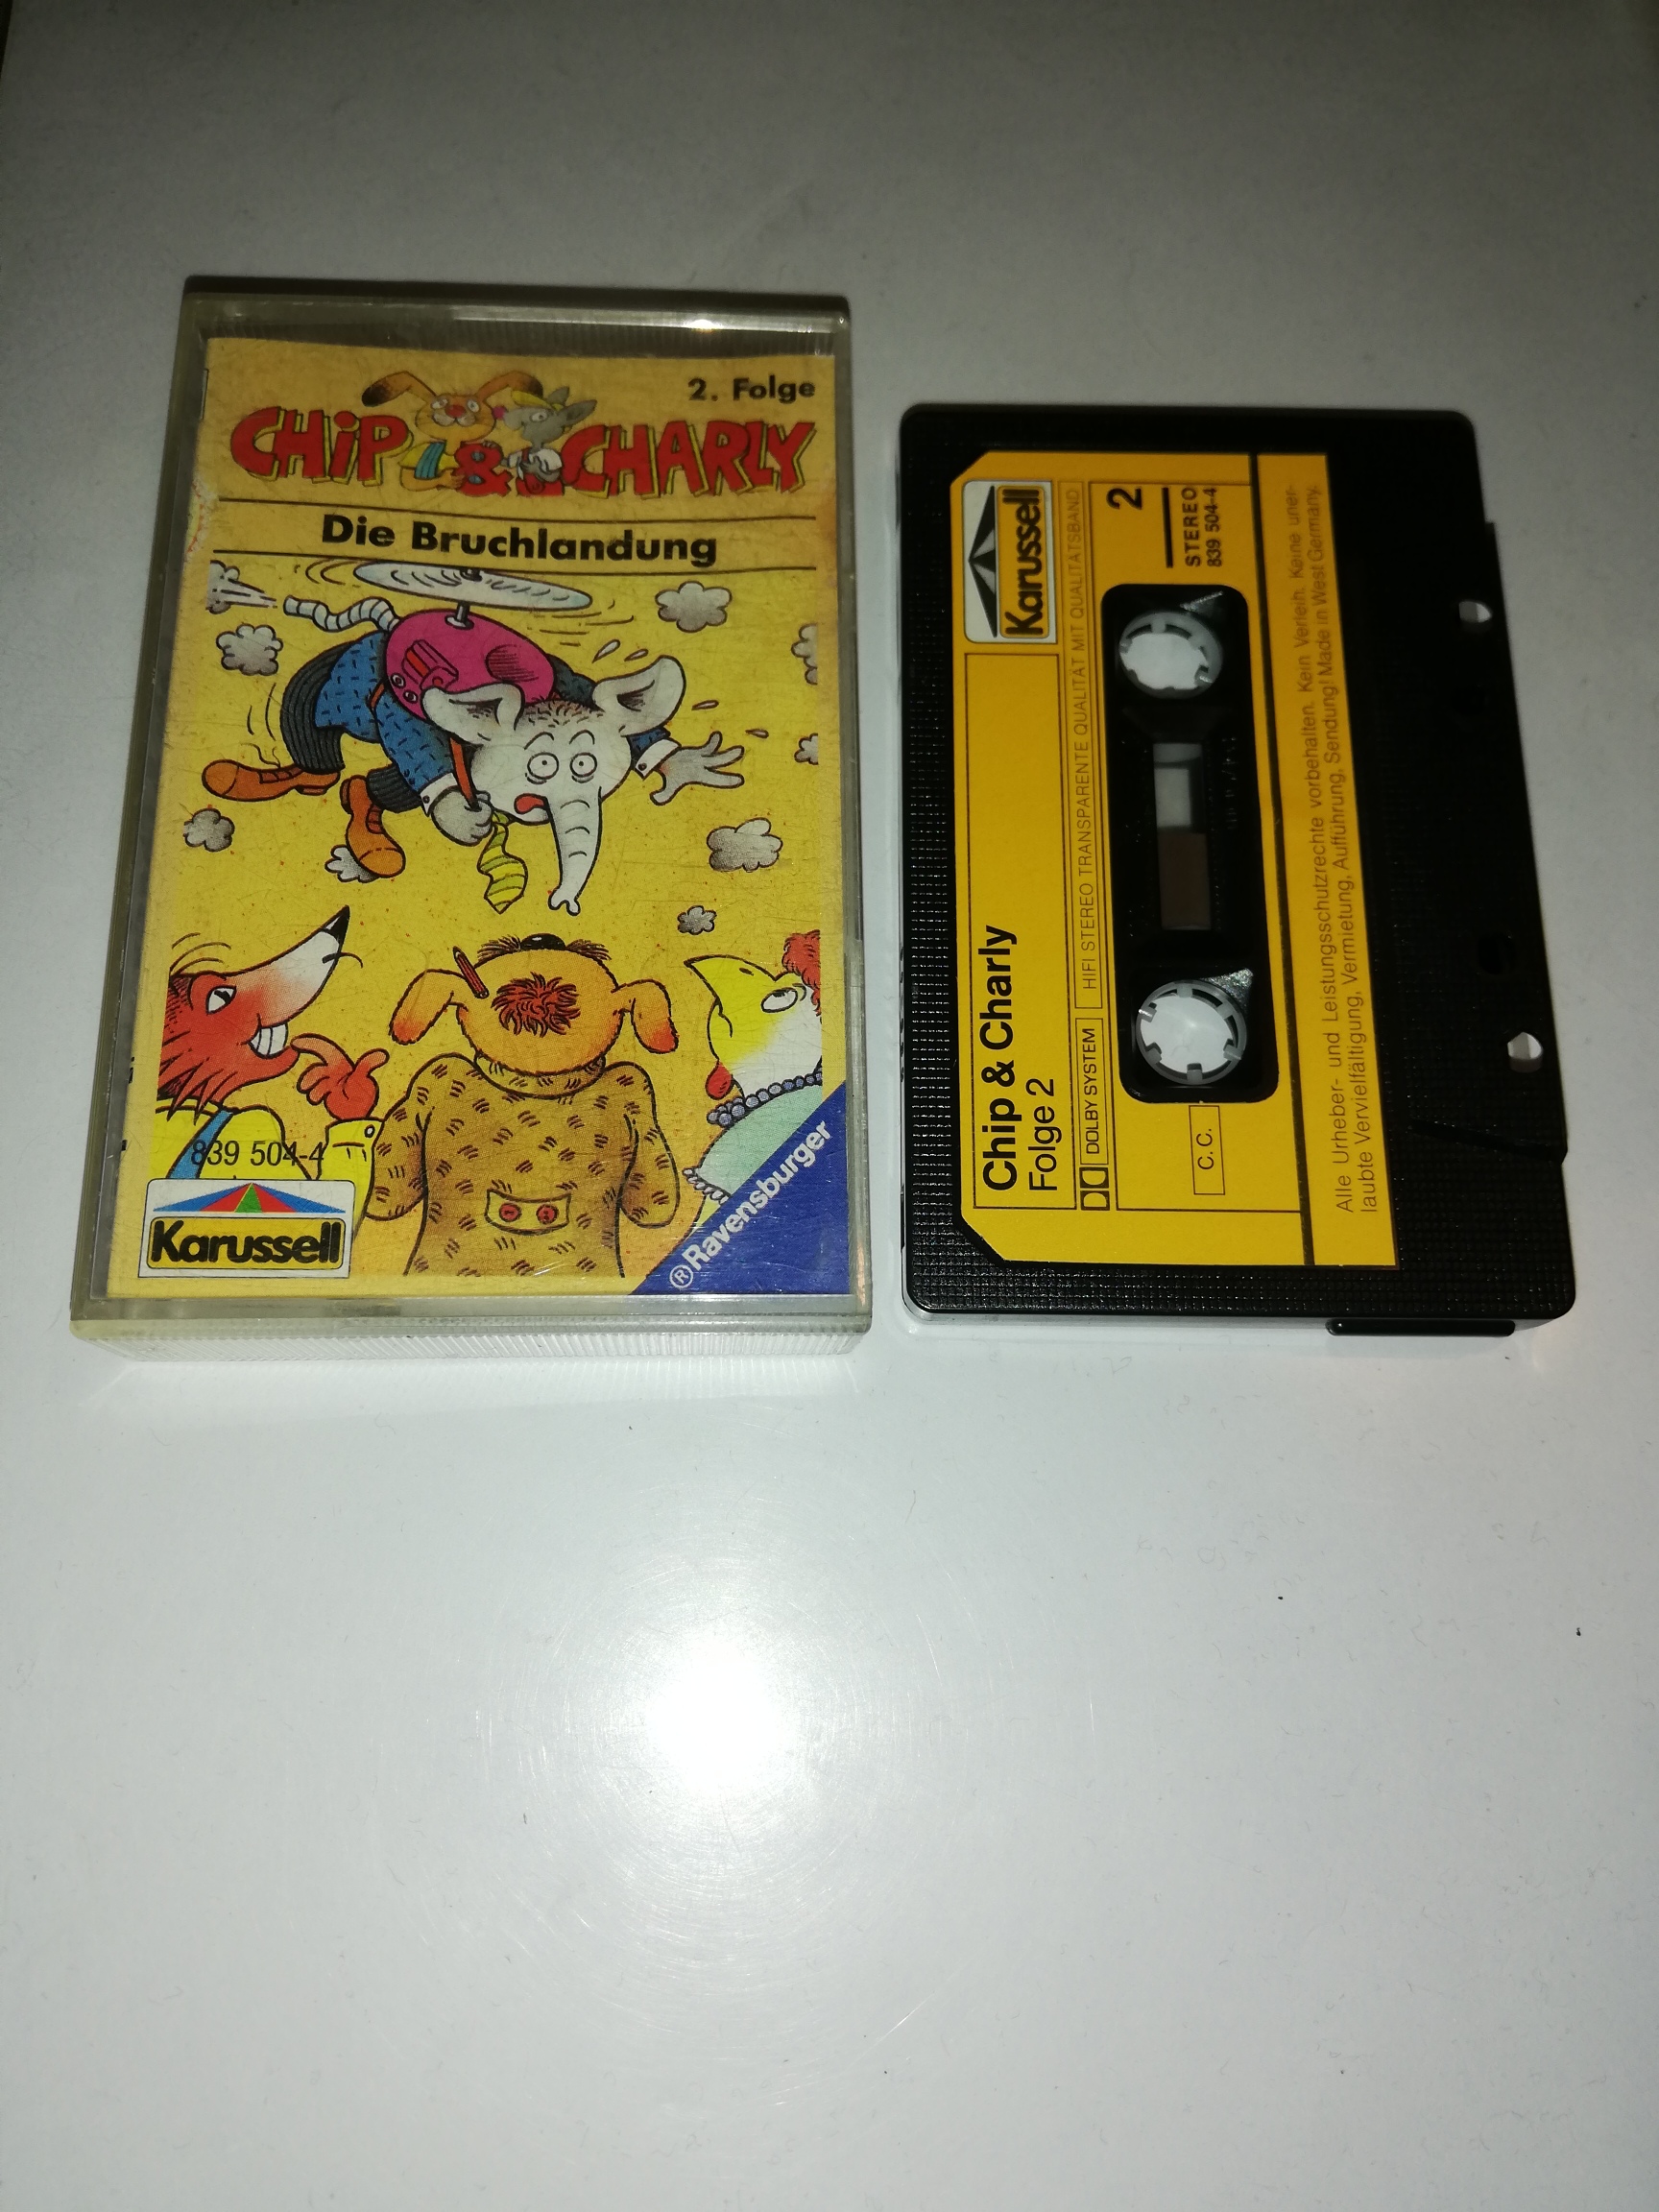 2. Folge
CHiP & CHARLY
Die Bruchlandung
839 504-4
Karussell
®Ravensburger
Karussell
Chip & Charly
Folge 2
DOLBY SYSTEM
HIFI STEREO TRANSPARENTE QUALITÄT MIT QUALITÄTSBAND
2
STEREO
839 504-4
C.C.
Alle Urheber- und Leistungsschutzrechte vorbehalten. Kein Verleih. Keine uner-
laubte Vervielfältigung, Vermietung, Aufführung, Sendung! Made in West Germany.